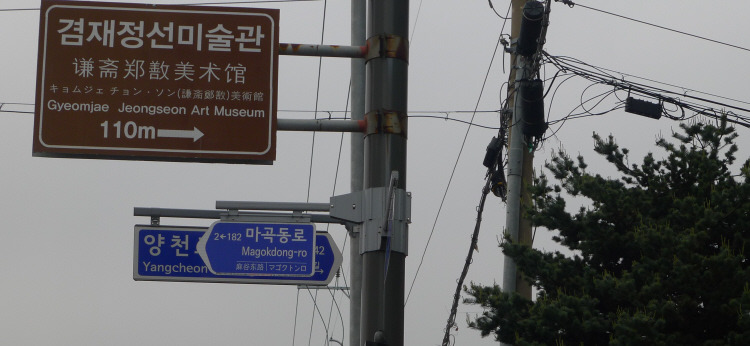 겸재정선미술관
谦斋郑敾美术馆
キョムジェ チョン・ソン(謙斎鄭敾)美術館
Gyeomjae Jeongseon Art Museum
110m→
2←182 마곡동로
Magokdong-ro
麻谷东路 | マゴクトンロ
양천
42
Yangcheon